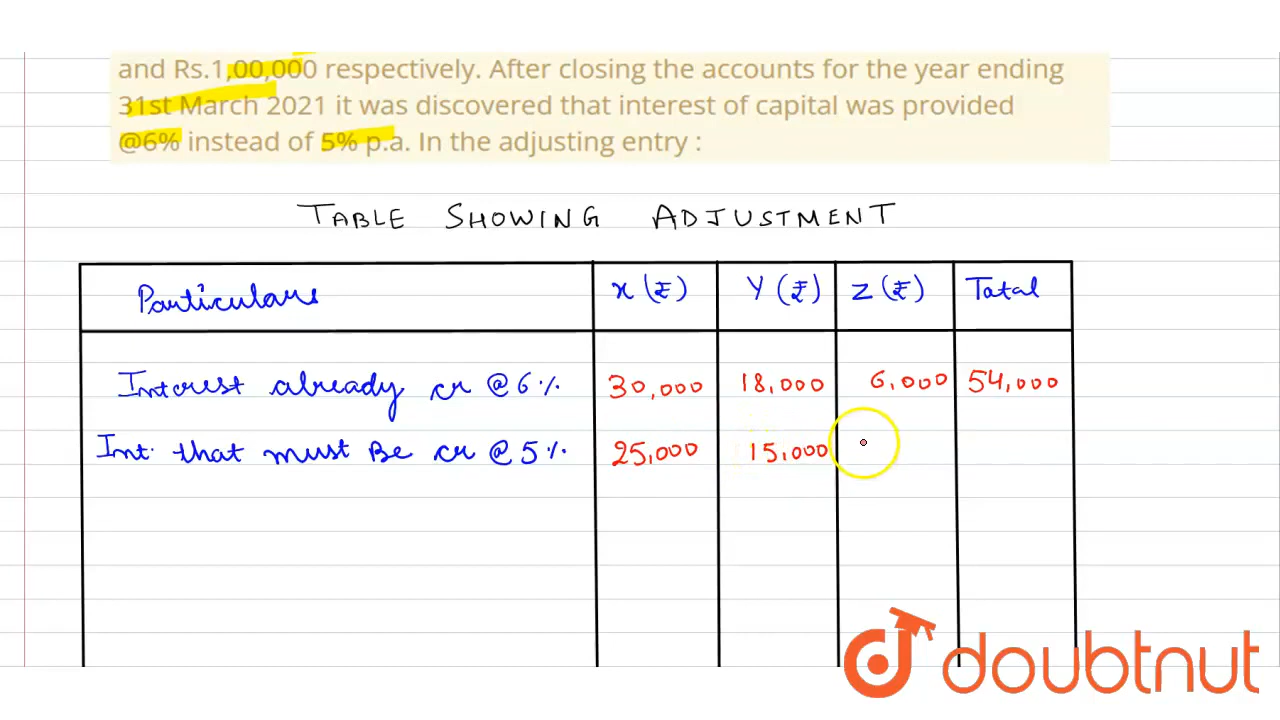 and Rs.1,00,000 respectively. After closing the accounts for the year ending
31st March 2021 it was discovered that interest of capital was provided
@6% instead of 5% p.a. In the adjusting entry :
TABLE SHOWING ADJUSTMENT
Particulars X (₹) Y (₹) Z (₹) Total
Interest already cr @ 6% 30,000 18,000 6,000 54,000
Int. that must Be cr @ 5% 25,000 15,000
doubtnut